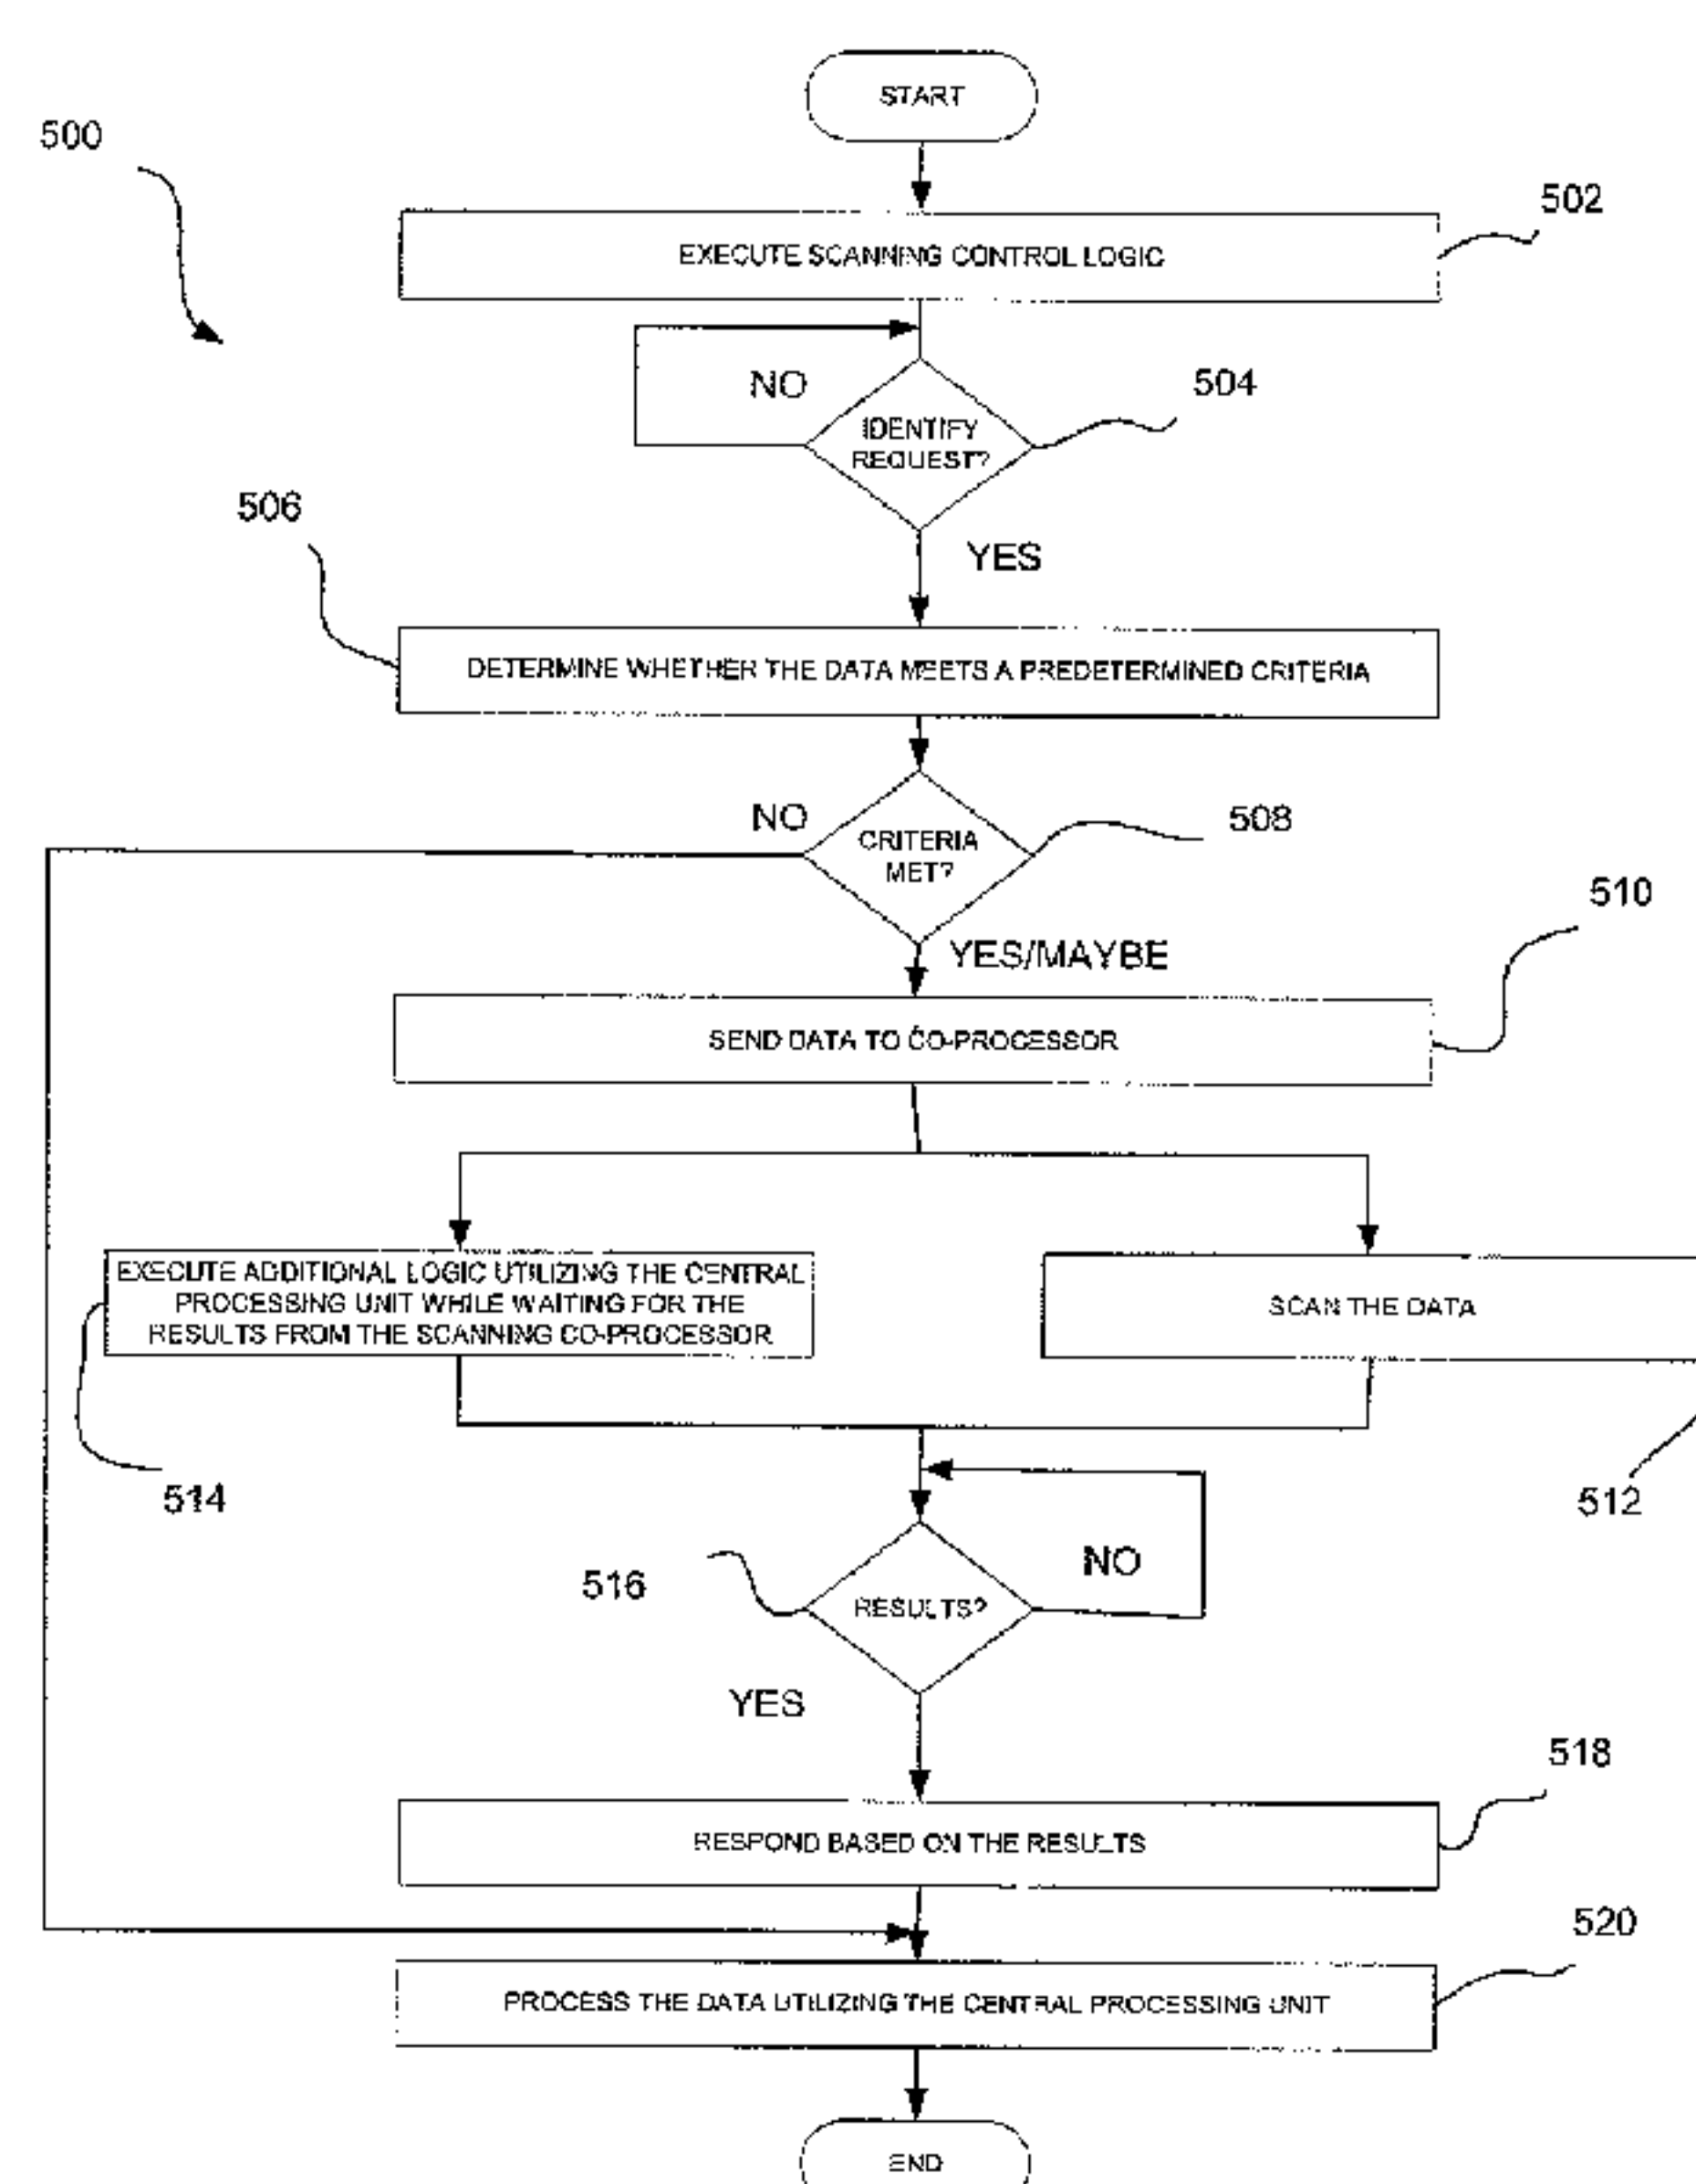 START
500
502
EXECUTE SCANNING CONTROL LOGIC
NO
504
IDENTIFY
REQUEST?
506
YES
DETERMINE WHETHER THE DATA MEETS A PREDETERMINED CRITERIA
NO
508
CRITERIA
MET?
510
YES/MAYBE
SEND DATA TO CO-PROCESSOR
EXECUTE ADDITIONAL LOGIC UTILIZING THE CENTRAL
PROCESSING UNIT WHILE WAITING FOR THE
RESULTS FROM THE SCANNING CO-PROCESSOR
SCAN THE DATA
514
512
516
NO
RESULTS?
YES
518
RESPOND BASED ON THE RESULTS
520
PROCESS THE DATA UTILIZING THE CENTRAL PROCESSING UNIT
END